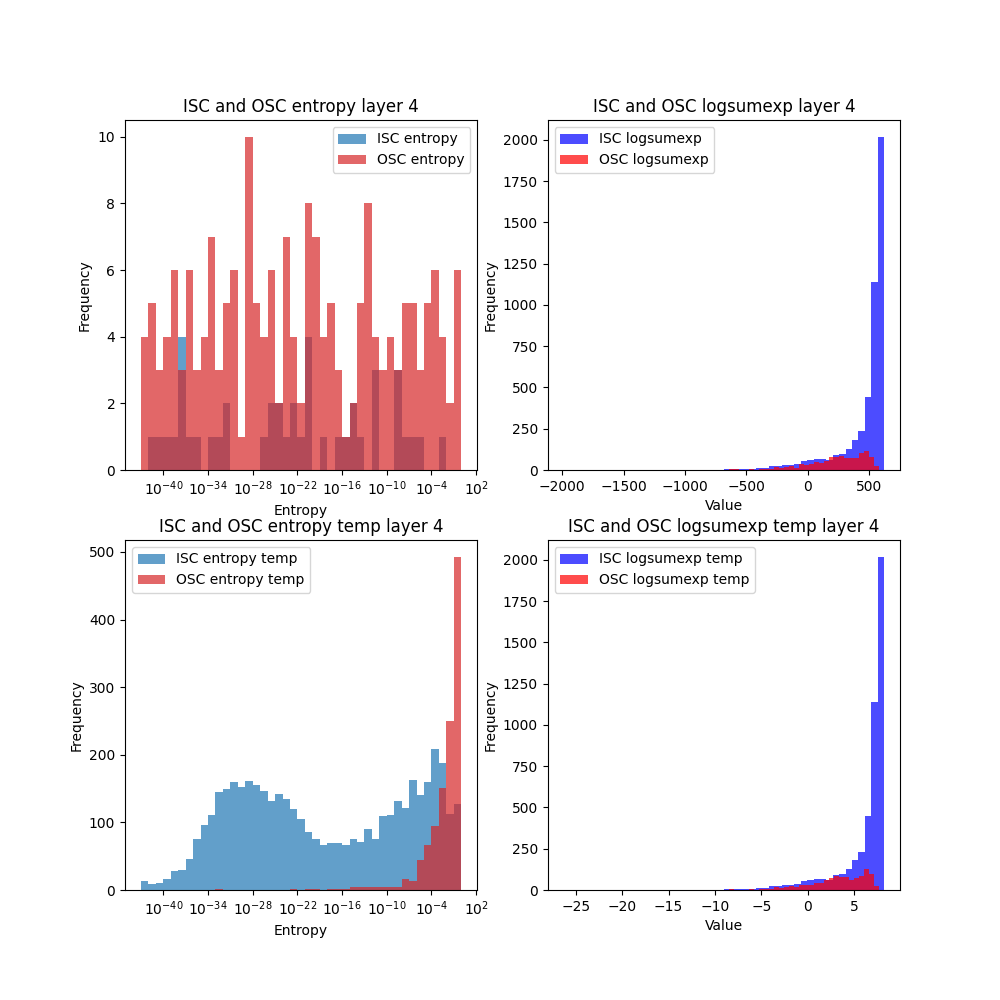 ISC and OSC entropy layer 4
ISC entropy
OSC entropy
Frequency
0
2
4
6
8
10
10⁻⁴⁰ 10⁻³⁴ 10⁻²⁸ 10⁻²² 10⁻¹⁶ 10⁻¹⁰ 10⁻⁴ 10²
Entropy
ISC and OSC logsumexp layer 4
ISC logsumexp
OSC logsumexp
Frequency
0
250
500
750
1000
1250
1500
1750
2000
−2000 −1500 −1000 −500 0 500
Value
ISC and OSC entropy temp layer 4
ISC entropy temp
OSC entropy temp
Frequency
0
100
200
300
400
500
10⁻⁴⁰ 10⁻³⁴ 10⁻²⁸ 10⁻²² 10⁻¹⁶ 10⁻¹⁰ 10⁻⁴ 10²
Entropy
ISC and OSC logsumexp temp layer 4
ISC logsumexp temp
OSC logsumexp temp
Frequency
0
250
500
750
1000
1250
1500
1750
2000
−25 −20 −15 −10 −5 0 5
Value